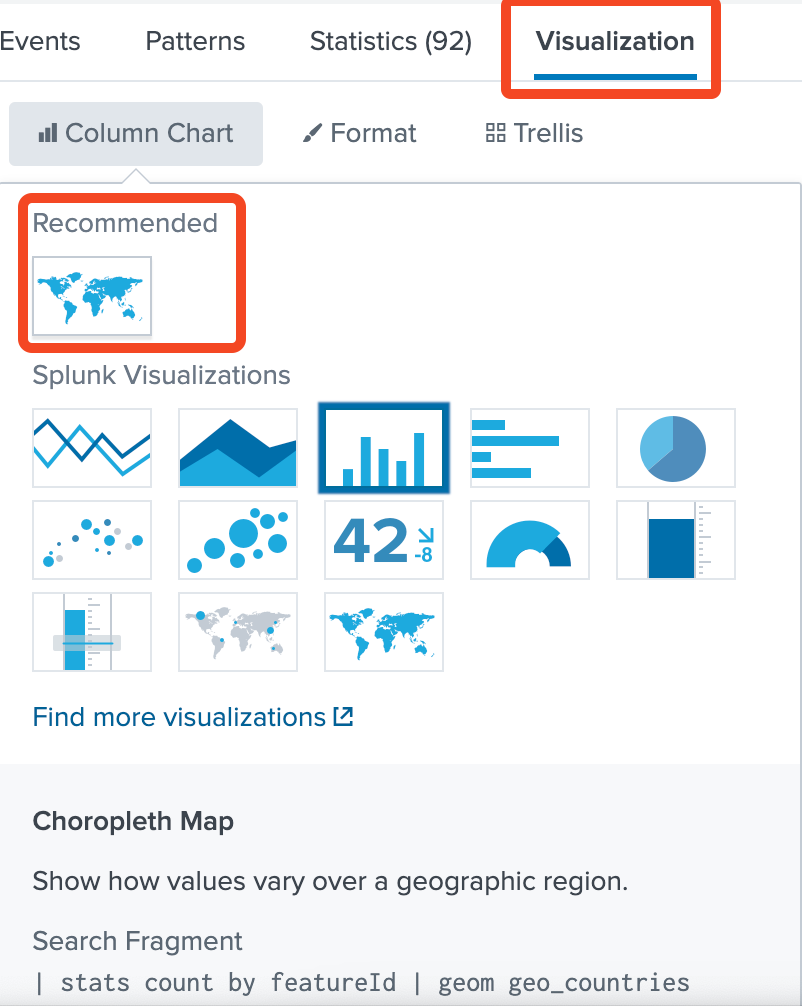 Events Patterns Statistics (92) Visualization
Column Chart Format Trellis
Recommended
Splunk Visualizations
42 -8
Find more visualizations
Choropleth Map
Show how values vary over a geographic region.
Search Fragment
| stats count by featureId | geom geo_countries